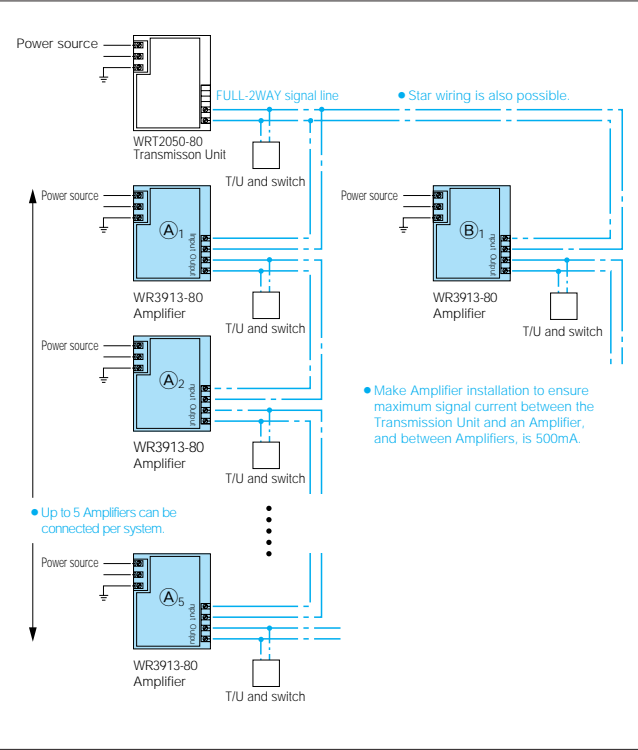 Power source
FULL-2WAY signal line
● Star wiring is also possible.
WRT2050-80
Transmisson Unit
T/U and switch
Power source
A1
Input Output
WR3913-80
Amplifier
T/U and switch
Power source
B1
nput Output
WR3913-80
Amplifier
T/U and switch
Power source
A2
nput Output
WR3913-80
Amplifier
T/U and switch
● Make Amplifier installation to ensure
maximum signal current between the
Transmission Unit and an Amplifier,
and between Amplifiers, is 500mA.
● Up to 5 Amplifiers can be
connected per system.
Power source
A5
nput Outpu
WR3913-80
Amplifier
T/U and switch